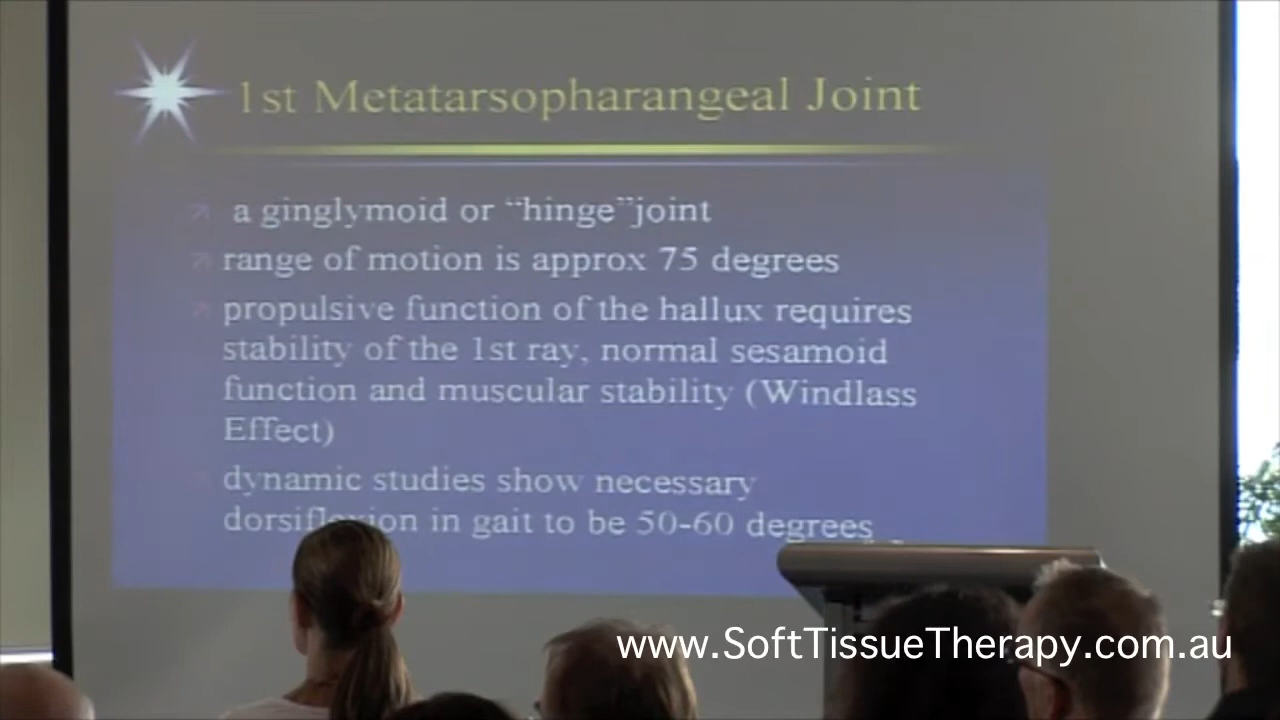 1st Metatarsopharangeal Joint
a ginglymoid or “hinge”joint
range of motion is approx 75 degrees
propulsive function of the hallux requires
stability of the 1st ray, normal sesamoid
function and muscular stability (Windlass
Effect)
dynamic studies show necessary
dorsiflexion in gait to be 50-60 degrees
www.SoftTissueTherapy.com.au